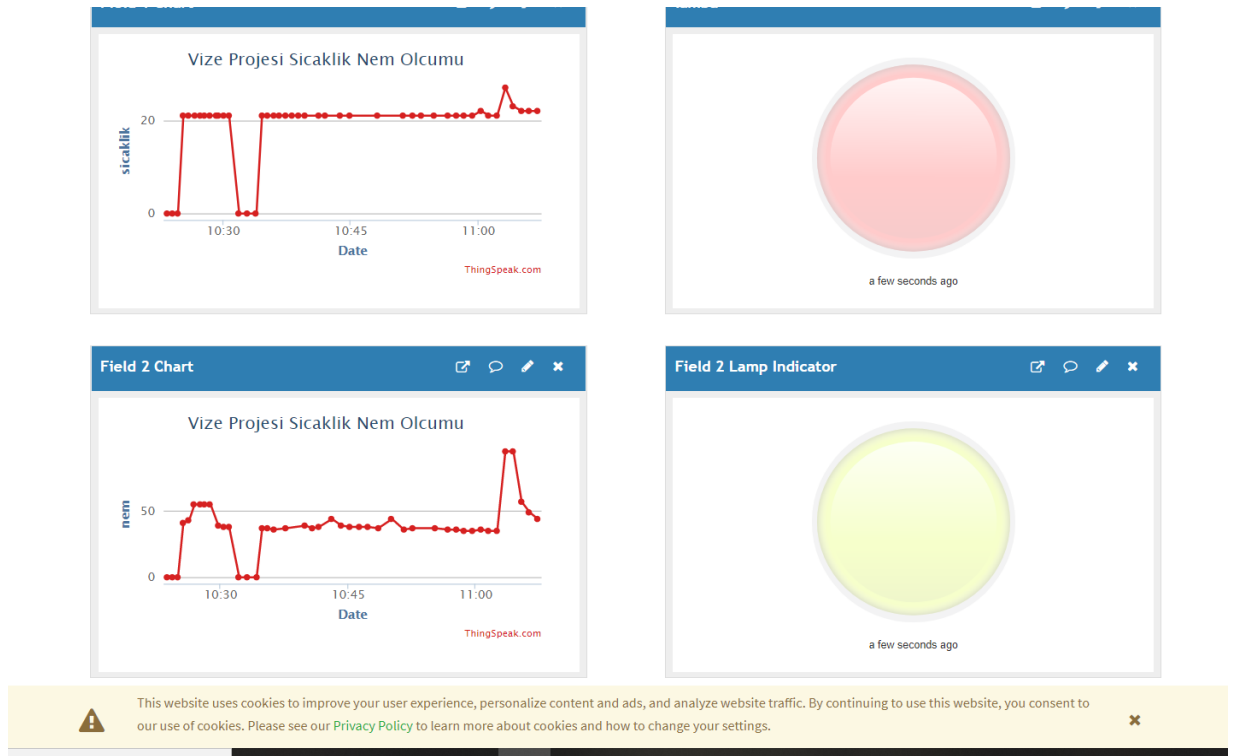 Vize Projesi Sicaklik Nem Olcumu
sicaklik
20
0
10:30 10:45 11:00
Date
ThingSpeak.com
a few seconds ago
Field 2 Chart
Vize Projesi Sicaklik Nem Olcumu
nem
50
0
10:30 10:45 11:00
Date
ThingSpeak.com
Field 2 Lamp Indicator
a few seconds ago
This website uses cookies to improve your user experience, personalize content and ads, and analyze website traffic. By continuing to use this website, you consent to
our use of cookies. Please see our Privacy Policy to learn more about cookies and how to change your settings.